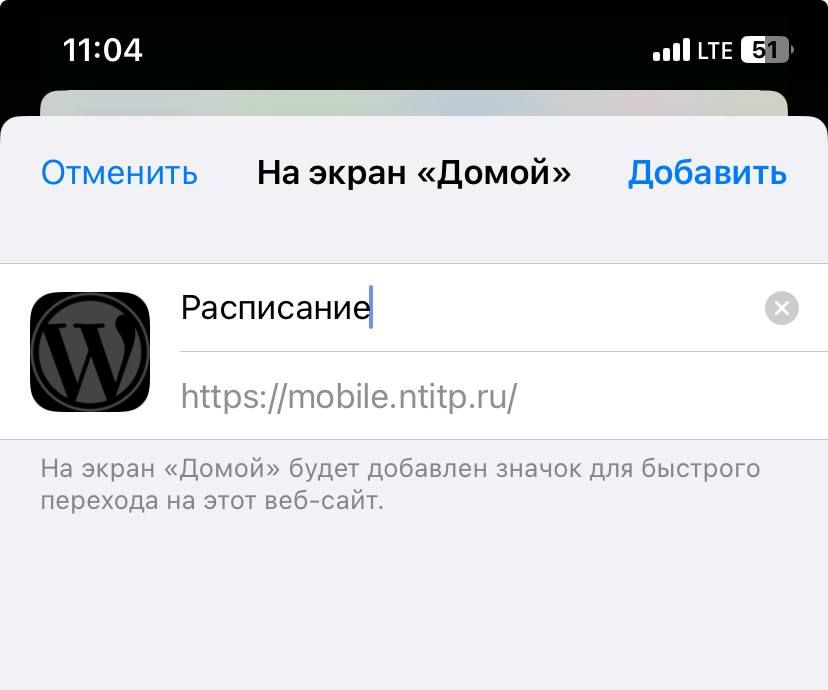 11:04
LTE 51
Отменить На экран «Домой» Добавить
Расписание
https://mobile.ntitp.ru/
На экран «Домой» будет добавлен значок для быстрого
перехода на этот веб-сайт.